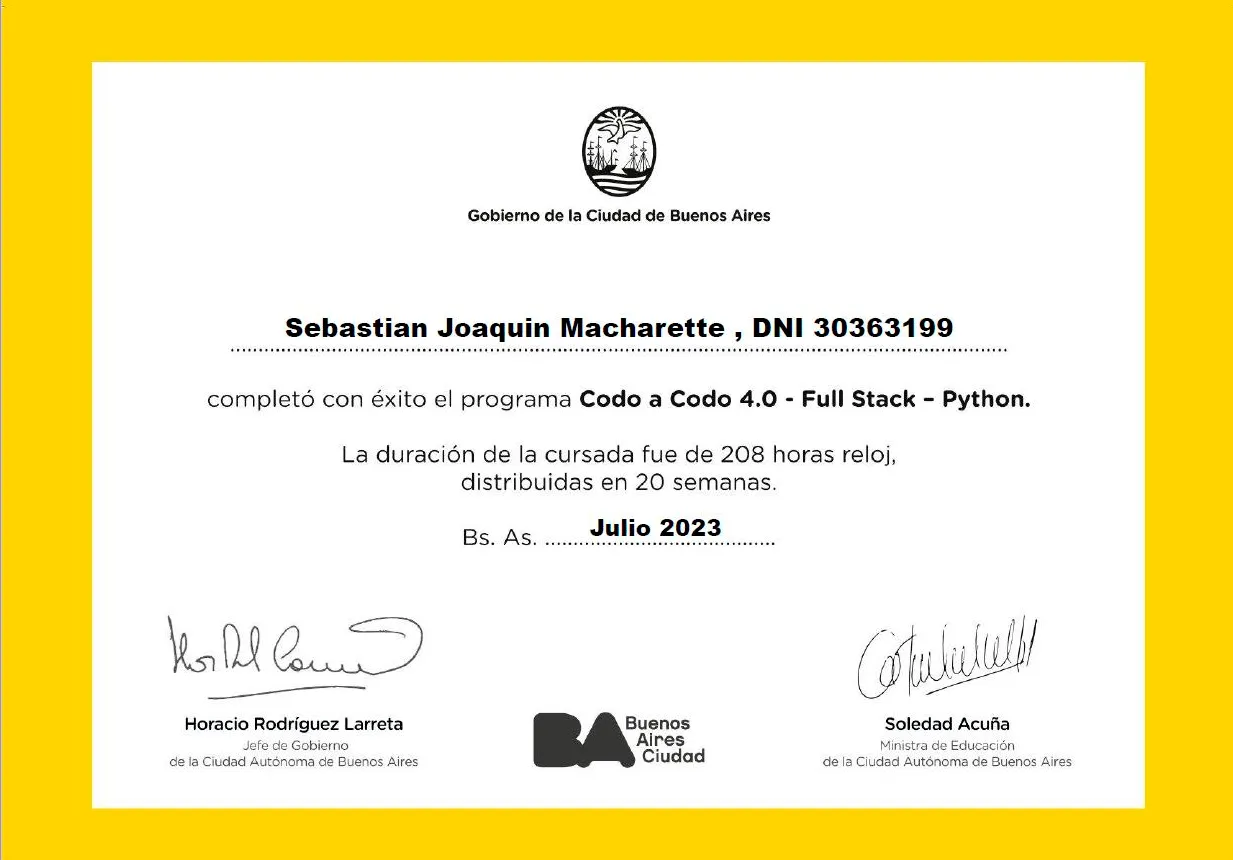 Gobierno de la Ciudad de Buenos Aires
Sebastian Joaquin Macharette , DNI 30363199
completó con éxito el programa Codo a Codo 4.0 - Full Stack – Python.
La duración de la cursada fue de 208 horas reloj,
distribuidas en 20 semanas.
Bs. As. Julio 2023
Horacio Rodríguez Larreta
Jefe de Gobierno
de la Ciudad Autónoma de Buenos Aires
BA Buenos
Aires
Ciudad
Soledad Acuña
Ministra de Educación
de la Ciudad Autónoma de Buenos Aires